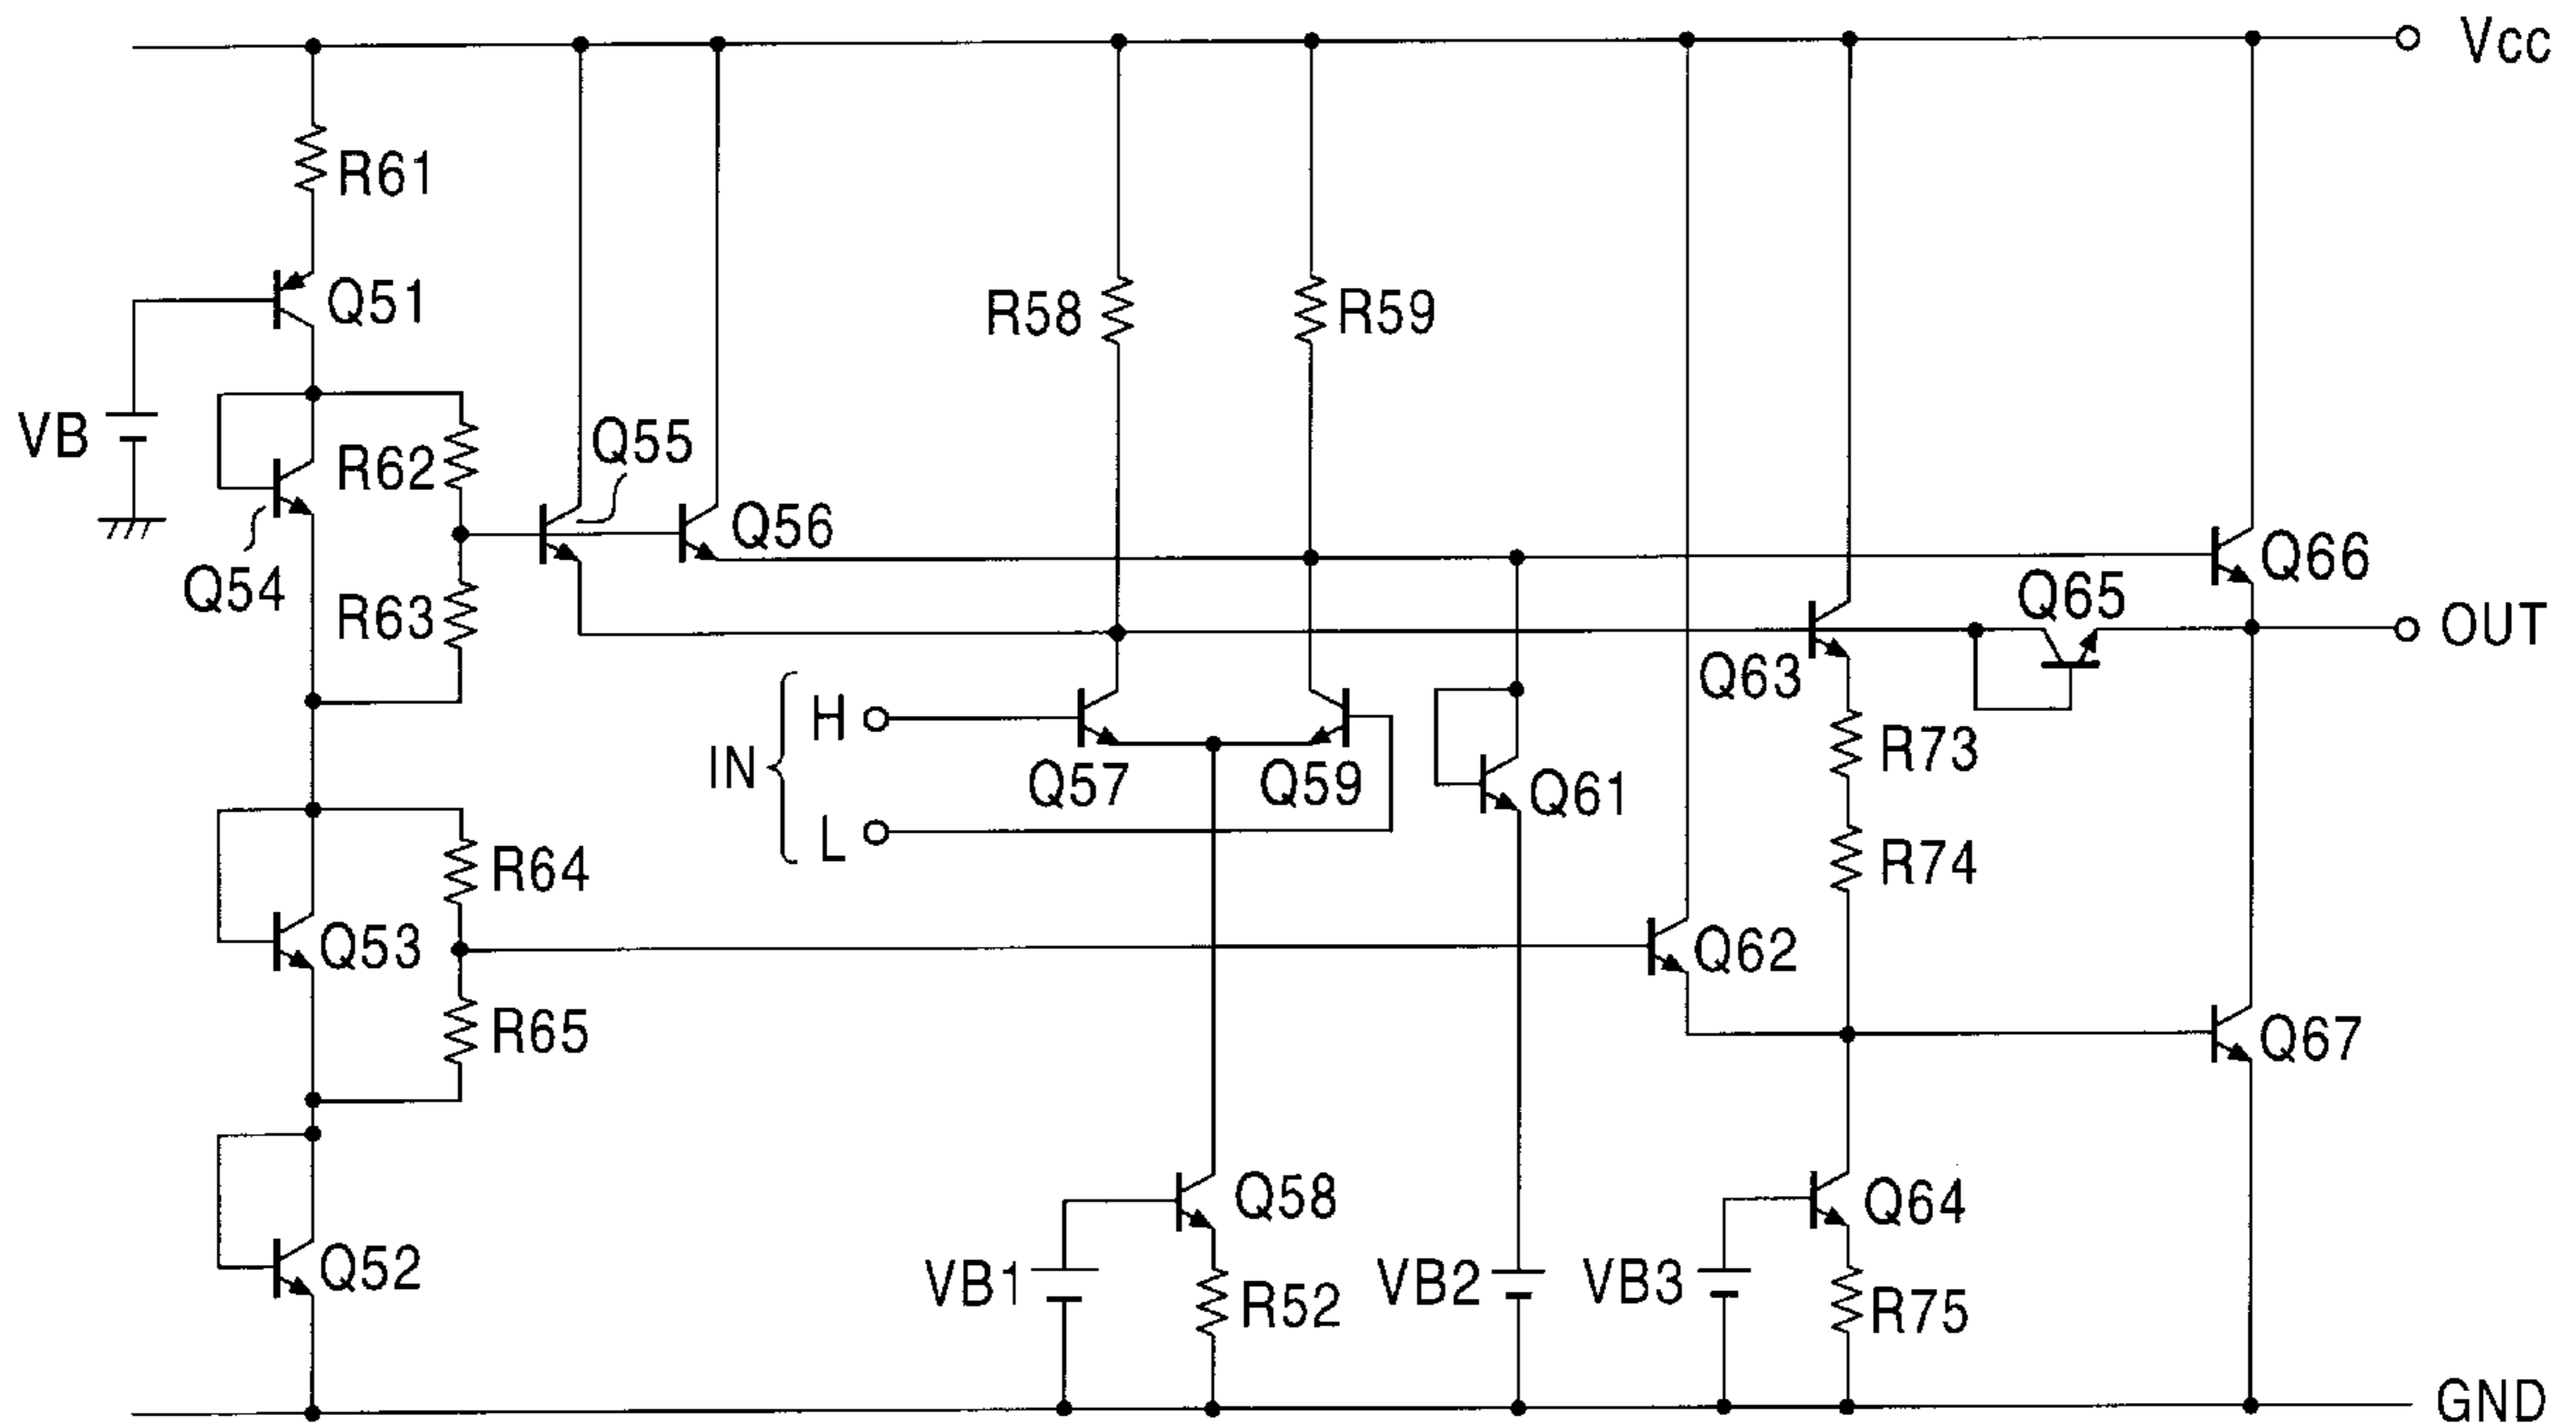 Vcc
R61
Q51
R58
R59
VB
R62
Q55
Q56
Q66
Q54
R63
Q65
OUT
Q63
H
IN
Q57
Q59
Q61
R73
L
R64
R74
Q53
Q62
R65
Q67
Q58
Q64
Q52
VB1
R52
VB2
VB3
R75
GND